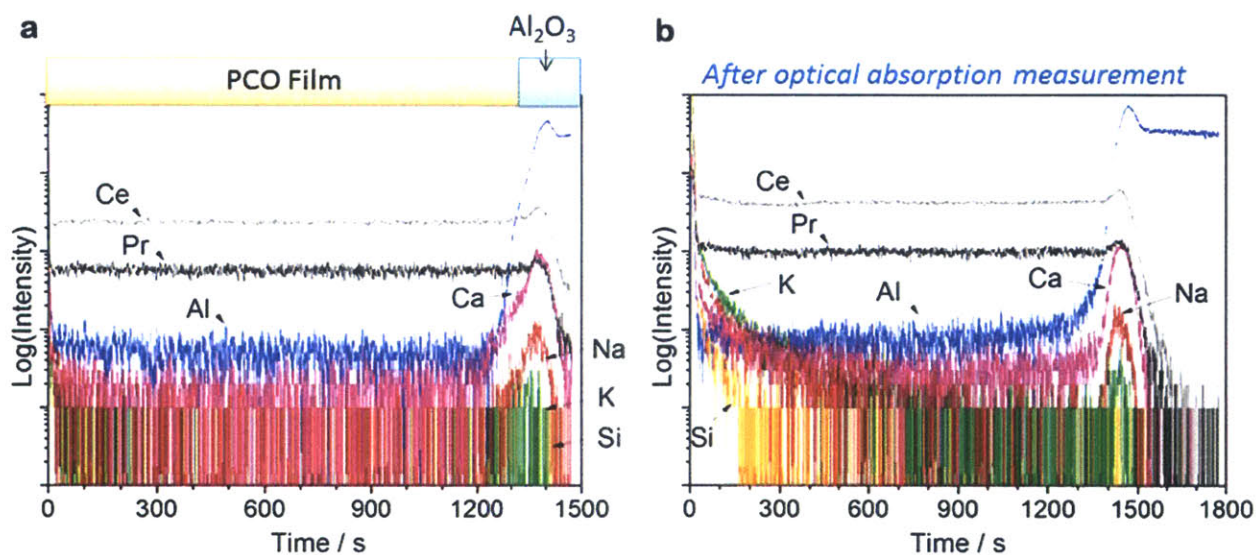 a
Al₂O₃
PCO Film
Ce
Pr
Al
Ca
Na
K
Si
Log(Intensity)
0 300 600 900 1200 1500
Time / s
b
After optical absorption measurement
Ce
Pr
K
Al
Ca
Na
Si
Log(Intensity)
0 300 600 900 1200 1500 1800
Time / s